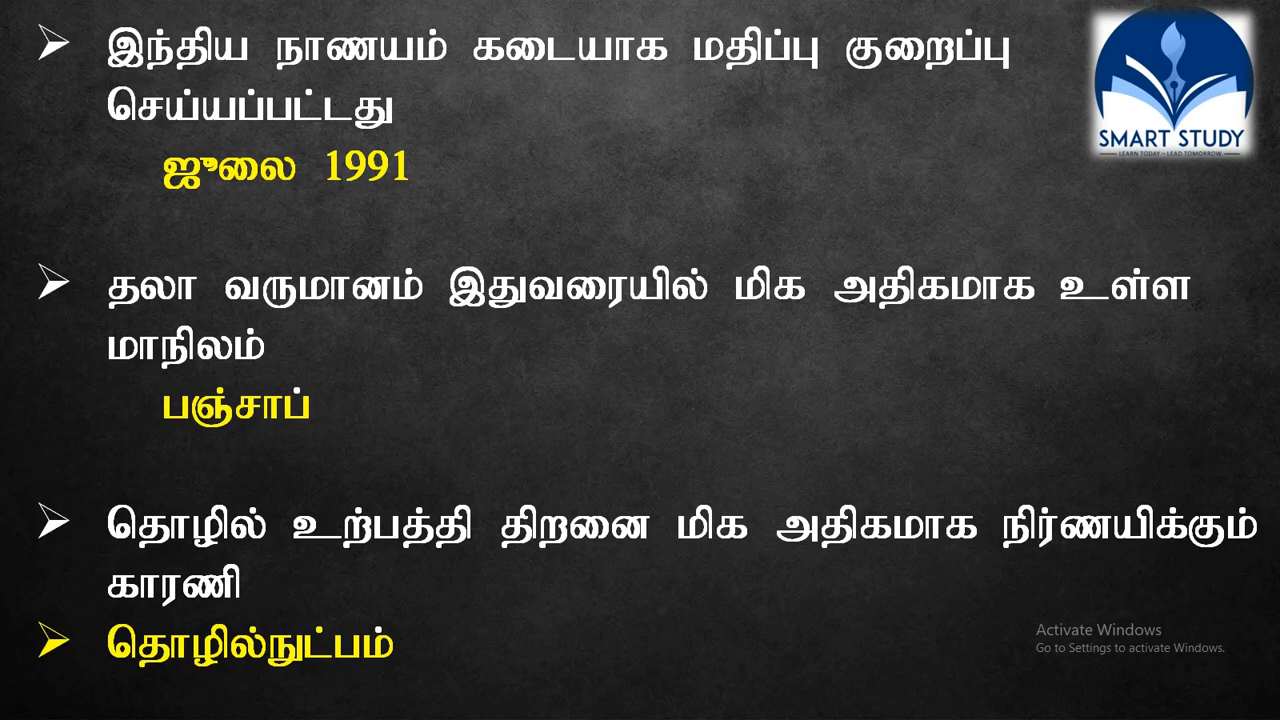 இந்திய நாணயம் கடையாக மதிப்பு குறைப்பு
செய்யப்பட்டது
ஜுலை 1991
SMART STUDY
LEARN TODAY – LEAD TOMORROW
தலா வருமானம் இதுவரையில் மிக அதிகமாக உள்ள
மாநிலம்
பஞ்சாப்
தொழில் உற்பத்தி திறனை மிக அதிகமாக நிர்ணயிக்கும்
காரணி
தொழில்நுட்பம்
Activate Windows
Go to Settings to activate Windows.